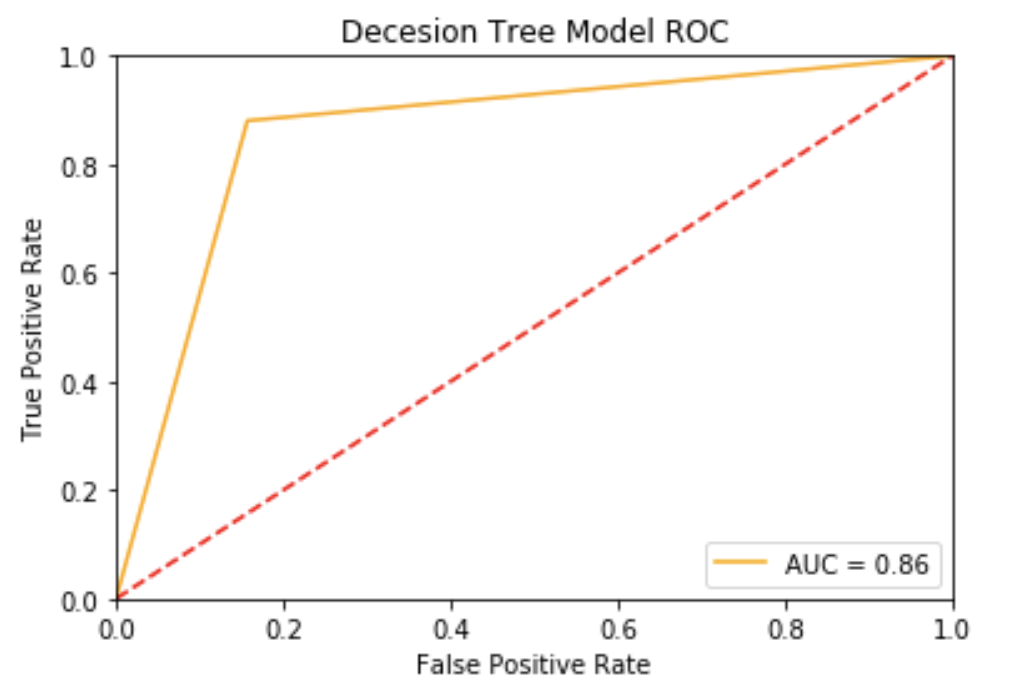 Decesion Tree Model ROC
1.0
0.8
0.6
0.4
0.2
0.0
True Positive Rate
0.0 0.2 0.4 0.6 0.8 1.0
False Positive Rate
AUC = 0.86